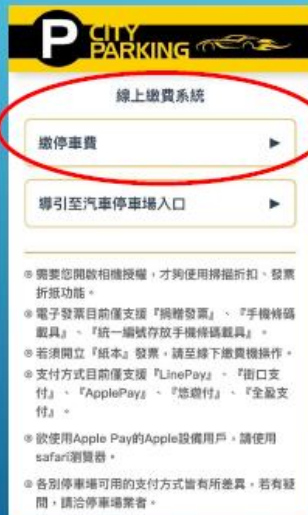 P CITY
PARKING
線上繳費系統
繳停車費
導引至汽車停車場入口
需要您開啟相機授權，才夠使用掃描折扣、發票
折抵功能。
電子發票目前僅支援『捐贈發票』、『手機條碼
載具』、『統一編號存放手機條碼載具』。
若須開立『紙本』發票，請至線下繳費機操作。
支付方式目前僅支援『LinePay』、『街口支
付』、『ApplePay』、『悠遊付』、『全盈支
付』。
欲使用Apple Pay的Apple設備用戶，請使用
safari瀏覽器。
各別停車場可用的支付方式皆有所差異，若有疑
問，請洽停車場業者。